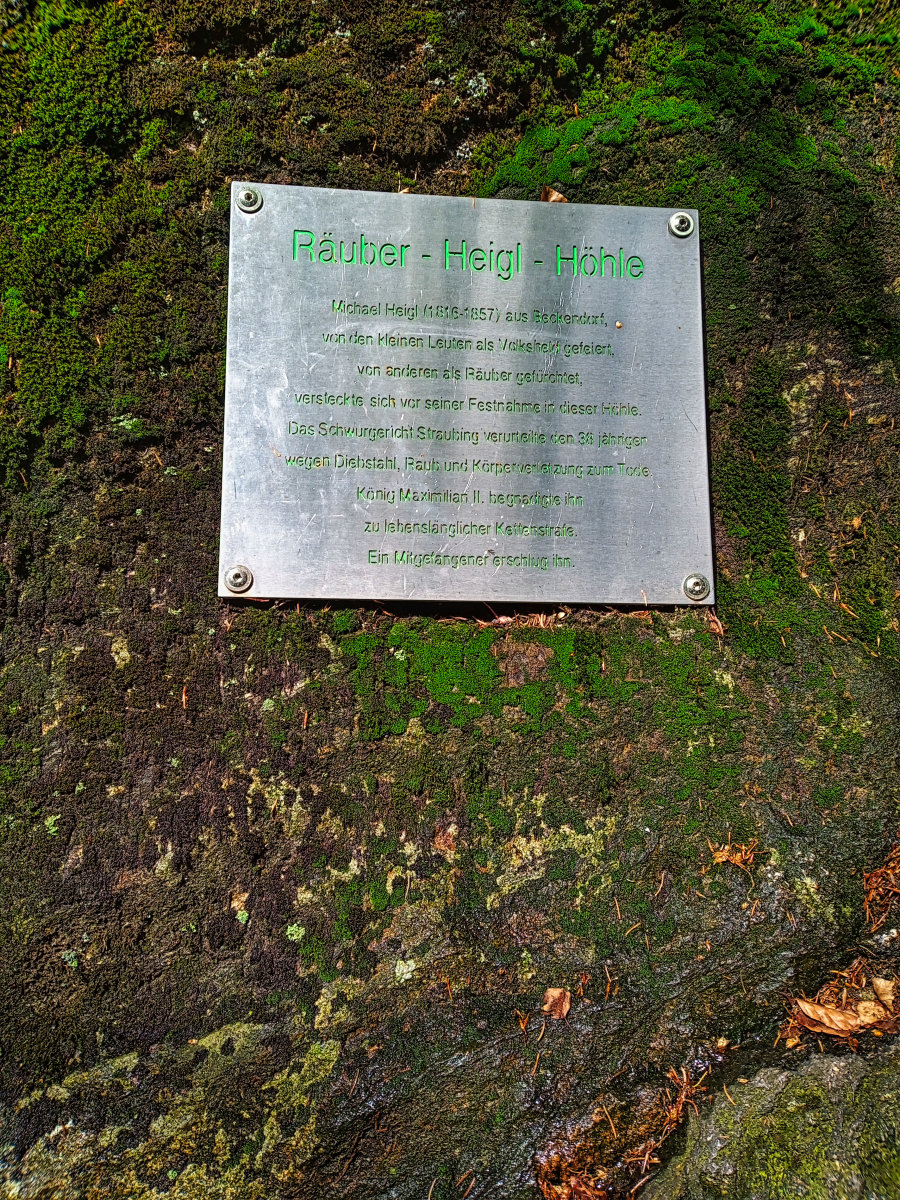 Räuber - Heigl - Höhle
Michael Heigl (1816-1857) aus Beckendorf,
von den kleinen Leuten als Volksheld gefeiert,
von anderen als Räuber gefürchtet,
versteckte sich vor seiner Festnahme in dieser Höhle.
Das Schwurgericht Straubing verurteilte den 38 jährigen
wegen Diebstahl, Raub und Körperverletzung zum Tode.
König Maximilian II. begnadigte ihn
zu lebenslänglicher Kettenstrafe.
Ein Mitgefangener erschlug ihn.